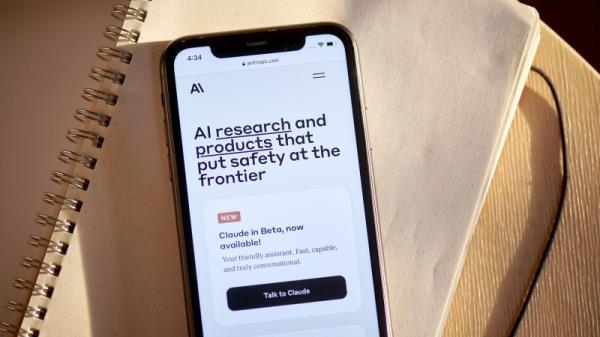 4:34
anthropic.com
A\
AI research and
products that
put safety at the
frontier
NEW
Claude in Beta, now
available!
Your friendly assistant. Fast, capable,
and truly conversational.
Talk to Claude